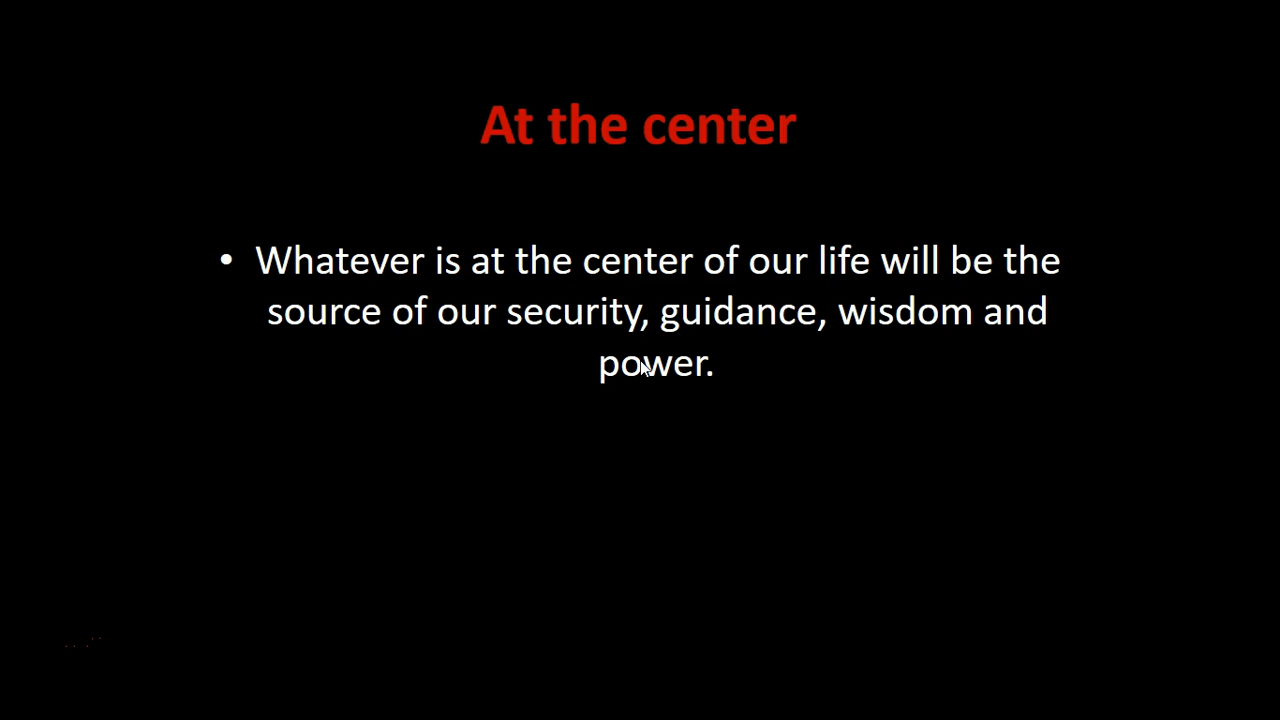 At the center
• Whatever is at the center of our life will be the
source of our security, guidance, wisdom and
power.